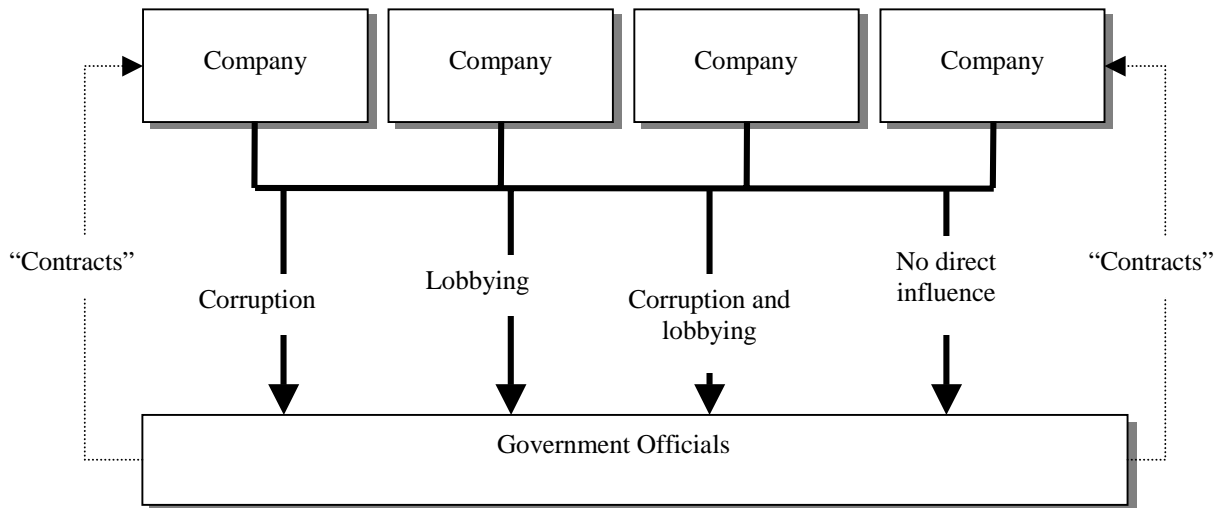 Company
Company
Company
Company
“Contracts”
Corruption
Lobbying
Corruption and
lobbying
No direct
influence
“Contracts”
Government Officials